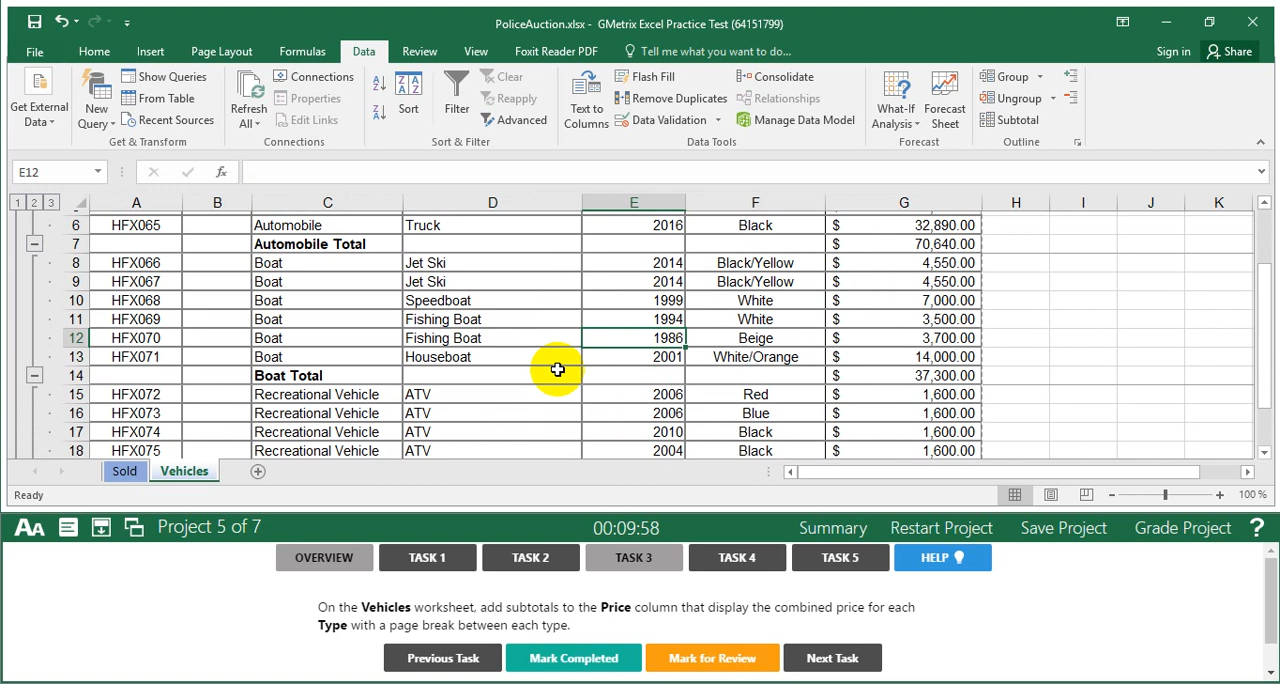 PoliceAuction.xlsx - GMetrix Excel Practice Test (64151799)
File Home Insert Page Layout Formulas Data Review View Foxit Reader PDF Tell me what you want to do... Sign in Share
Get External Data
New Query
Show Queries
From Table
Recent Sources
Get & Transform
Refresh All
Connections
Properties
Edit Links
Connections
Sort
Filter
Clear
Reapply
Advanced
Sort & Filter
Text to Columns
Flash Fill
Remove Duplicates
Data Validation
Consolidate
Relationships
Manage Data Model
Data Tools
What-If Analysis
Forecast Sheet
Forecast
Group
Ungroup
Subtotal
Outline
E12 fx
1 2 3 A B C D E F G H I J K
6 HFX065 Automobile Truck 2016 Black $ 32,890.00
7 Automobile Total $ 70,640.00
8 HFX066 Boat Jet Ski 2014 Black/Yellow $ 4,550.00
9 HFX067 Boat Jet Ski 2014 Black/Yellow $ 4,550.00
10 HFX068 Boat Speedboat 1999 White $ 7,000.00
11 HFX069 Boat Fishing Boat 1994 White $ 3,500.00
12 HFX070 Boat Fishing Boat 1986 Beige $ 3,700.00
13 HFX071 Boat Houseboat 2001 White/Orange $ 14,000.00
14 Boat Total $ 37,300.00
15 HFX072 Recreational Vehicle ATV 2006 Red $ 1,600.00
16 HFX073 Recreational Vehicle ATV 2006 Blue $ 1,600.00
17 HFX074 Recreational Vehicle ATV 2010 Black $ 1,600.00
18 HFX075 Recreational Vehicle ATV 2004 Black $ 1,600.00
Sold Vehicles
Ready 100 %
AA Project 5 of 7 00:09:58 Summary Restart Project Save Project Grade Project ?
OVERVIEW TASK 1 TASK 2 TASK 3 TASK 4 TASK 5 HELP
On the Vehicles worksheet, add subtotals to the Price column that display the combined price for each
Type with a page break between each type.
Previous Task Mark Completed Mark for Review Next Task